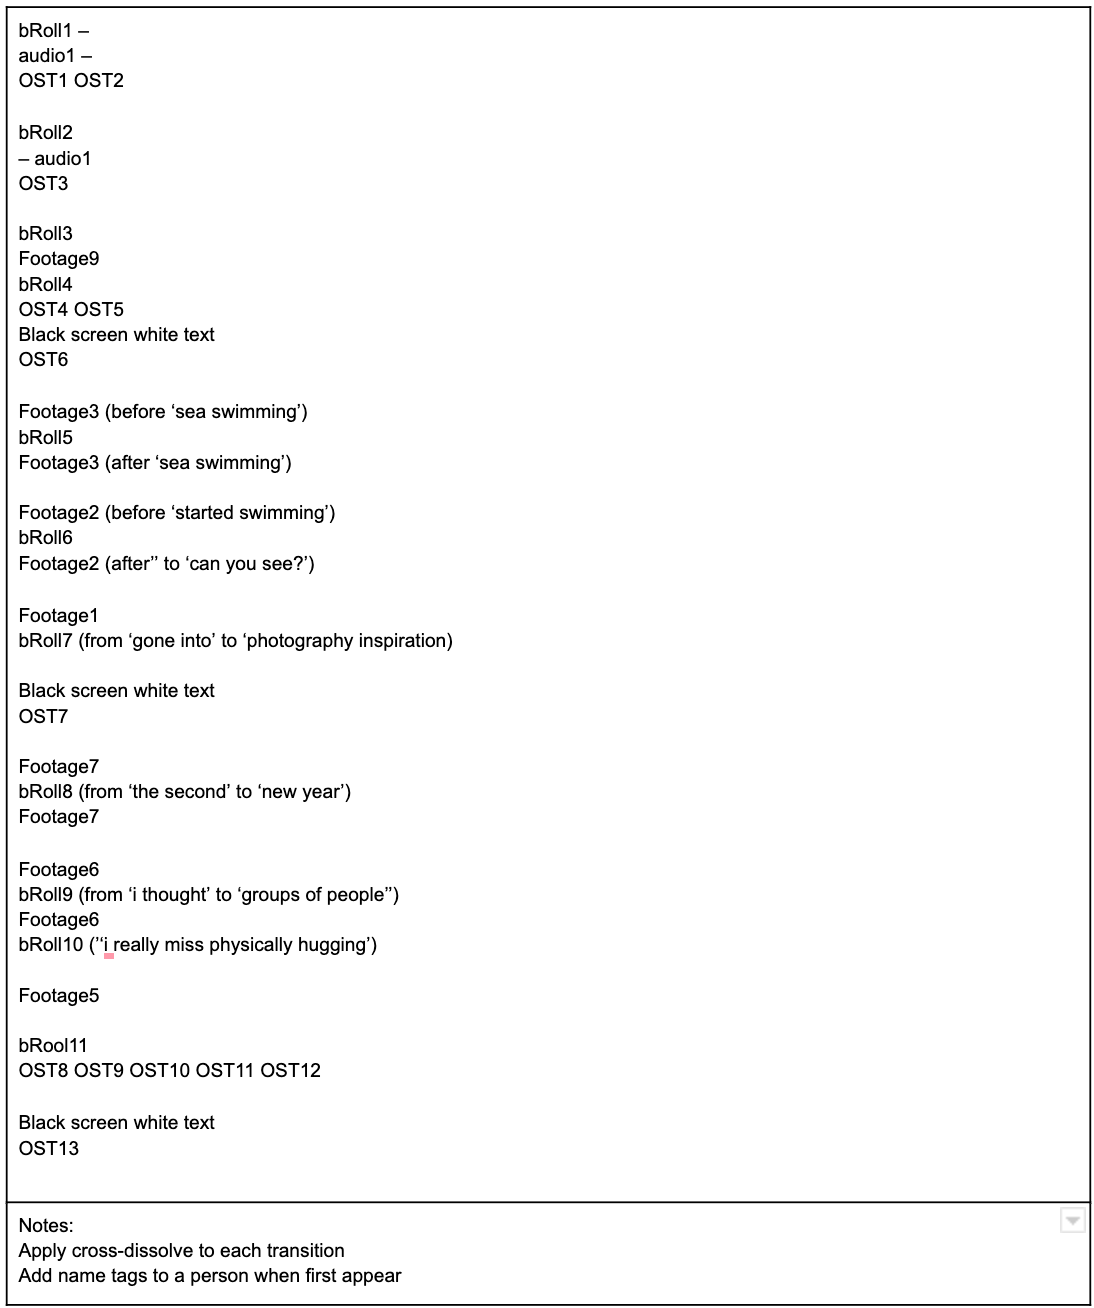 bRoll1 –
audio1 –
OST1 OST2
bRoll2
– audio1
OST3
bRoll3
Footage9
bRoll4
OST4 OST5
Black screen white text
OST6
Footage3 (before ‘sea swimming’)
bRoll5
Footage3 (after ‘sea swimming’)
Footage2 (before ‘started swimming’)
bRoll6
Footage2 (after’’ to ‘can you see?’)
Footage1
bRoll7 (from ‘gone into’ to ‘photography inspiration)
Black screen white text
OST7
Footage7
bRoll8 (from ‘the second’ to ‘new year’)
Footage7
Footage6
bRoll9 (from ‘i thought’ to ‘groups of people’’)
Footage6
bRoll10 (’‘i really miss physically hugging’)
Footage5
bRool11
OST8 OST9 OST10 OST11 OST12
Black screen white text
OST13
Notes:
Apply cross-dissolve to each transition
Add name tags to a person when first appear